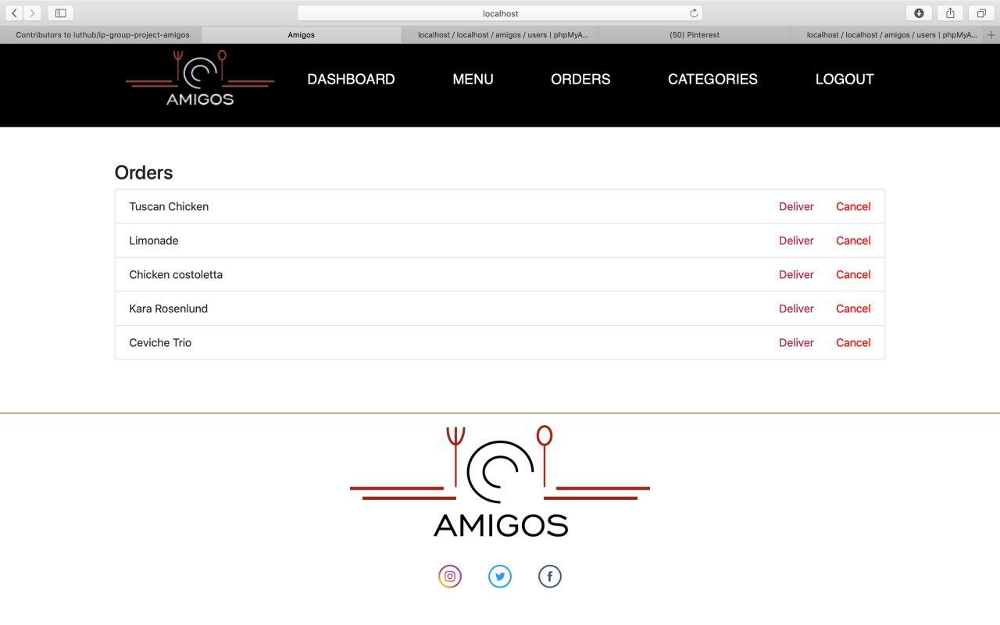 localhost
Contributors to iuthub/ip-group-project-amigos
Amigos
localhost / localhost / amigos / users | phpMyA...
(50) Pinterest
localhost / localhost / amigos / users | phpMyA...
AMIGOS
DASHBOARD
MENU
ORDERS
CATEGORIES
LOGOUT
Orders
Tuscan Chicken Deliver Cancel
Limonade Deliver Cancel
Chicken costoletta Deliver Cancel
Kara Rosenlund Deliver Cancel
Ceviche Trio Deliver Cancel
AMIGOS